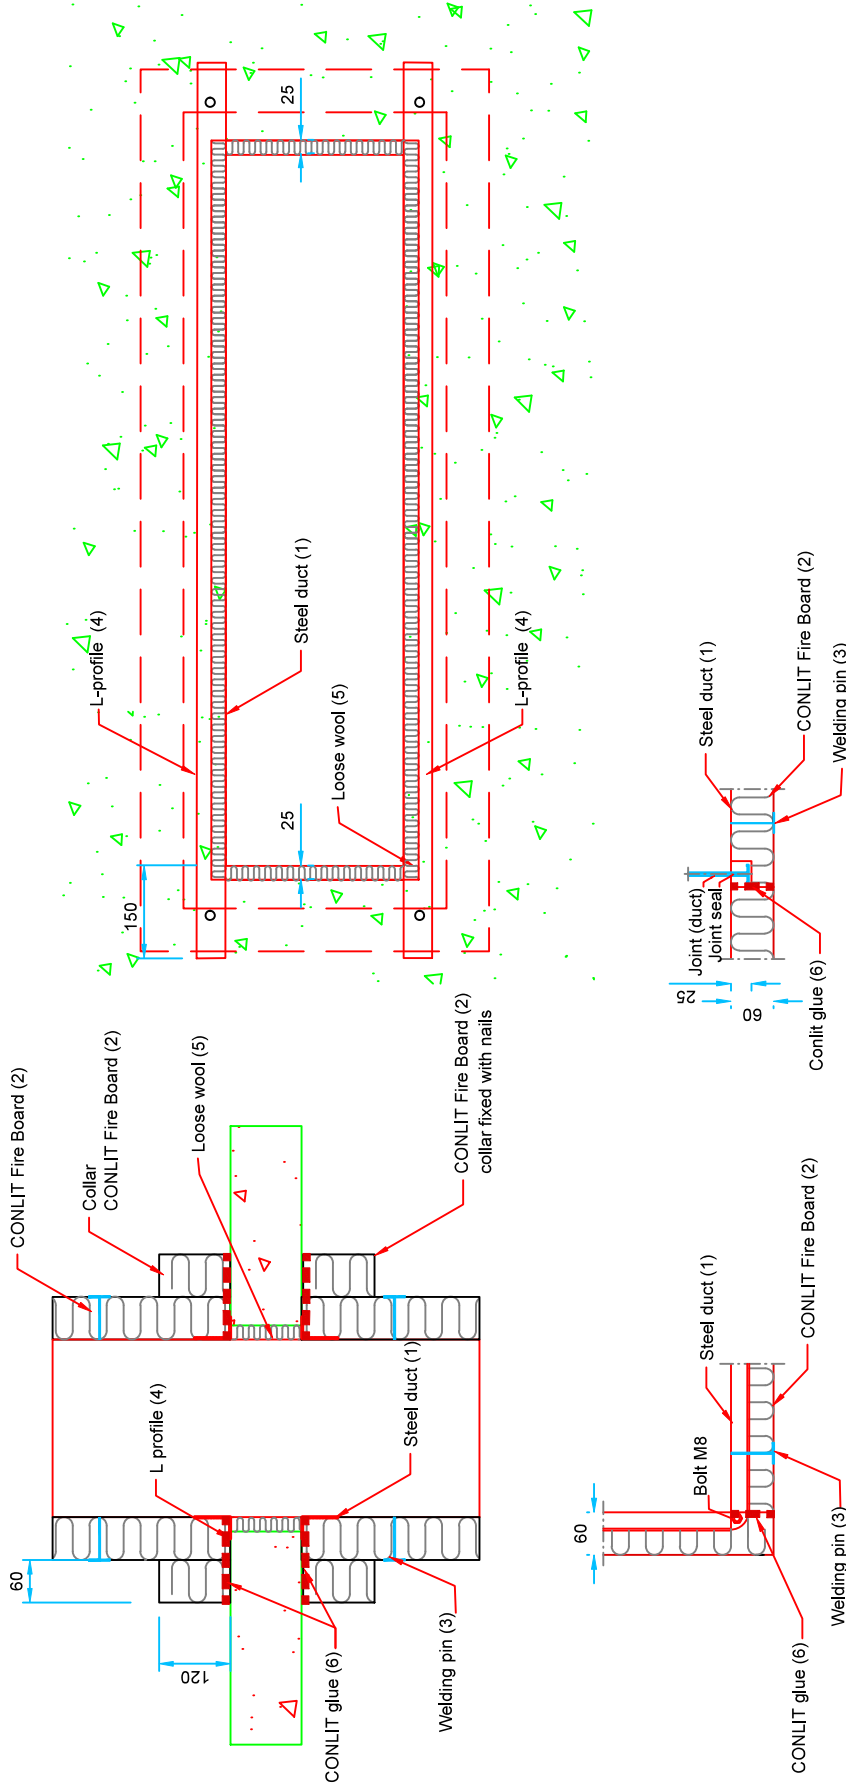 CONLIT Fire Board (2)
Collar
CONLIT Fire Board (2)
Loose wool (5)
CONLIT Fire Board (2)
collar fixed with nails
L profile (4)
Steel duct (1)
60
120
CONLIT glue (6)
Welding pin (3)
L-profile (4)
Steel duct (1)
Loose wool (5)
L-profile (4)
25
25
150
Steel duct (1)
CONLIT Fire Board (2)
Bolt M8
60
CONLIT glue (6)
Welding pin (3)
Steel duct (1)
CONLIT Fire Board (2)
Welding pin (3)
Joint (duct)
Joint seal
Conlit glue (6)
25
60